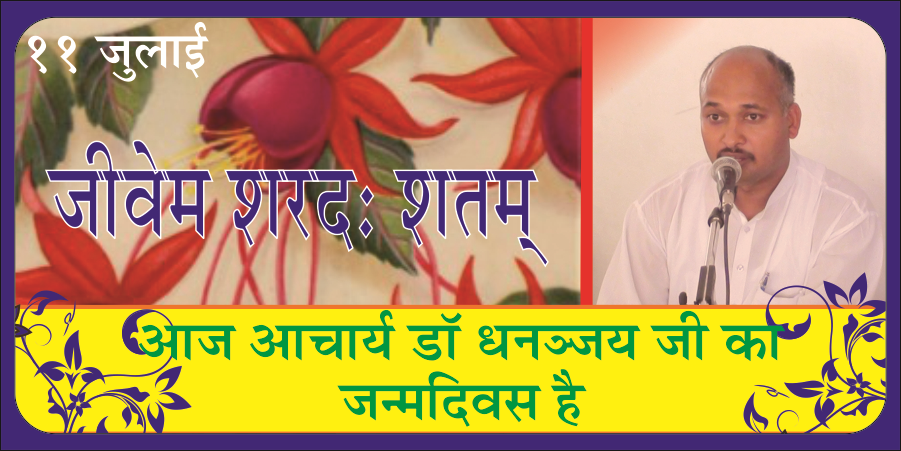 ११ जुलाई
जीवेम शरदः शतम्
आज आचार्य डॉ धनञ्जय जी का
जन्मदिवस है